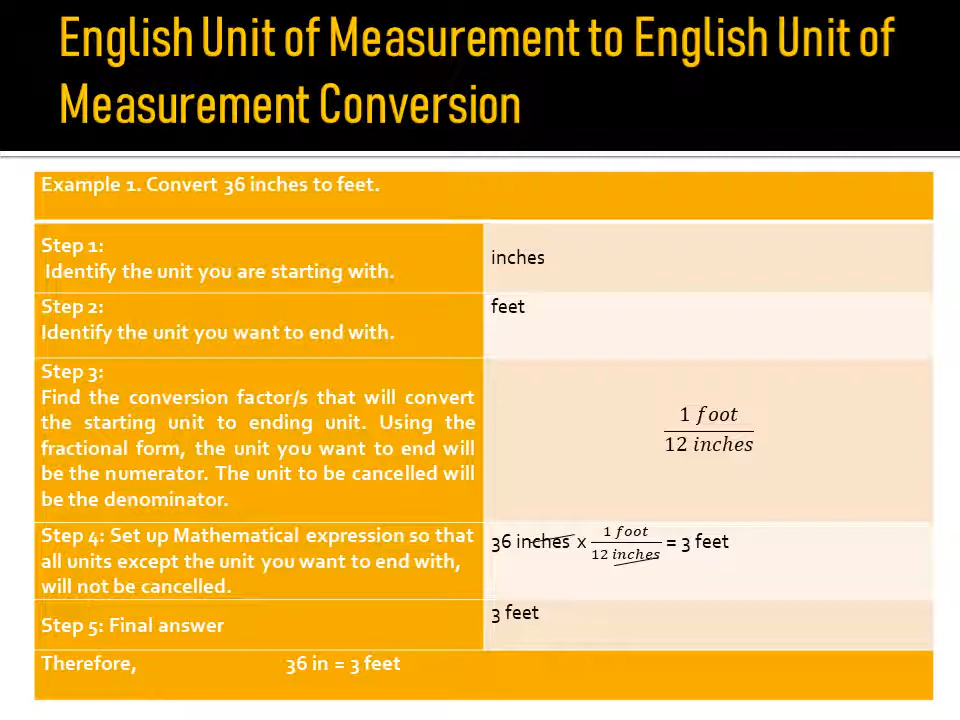 English Unit of Measurement to English Unit of
Measurement Conversion
Example 1. Convert 36 inches to feet.
Step 1:
Identify the unit you are starting with.
inches
Step 2:
Identify the unit you want to end with.
feet
Step 3:
Find the conversion factor/s that will convert
the starting unit to ending unit. Using the
fractional form, the unit you want to end will
be the numerator. The unit to be cancelled will
be the denominator.
1 foot
12 inches
Step 4: Set up Mathematical expression so that
all units except the unit you want to end with,
will not be cancelled.
36 inches x 1 foot / 12 inches = 3 feet
Step 5: Final answer
3 feet
Therefore, 36 in = 3 feet